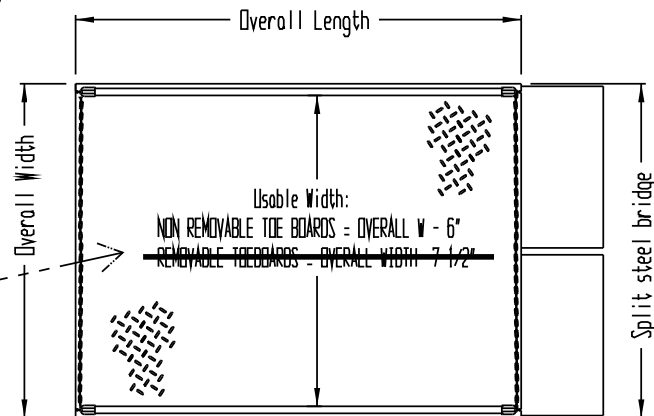 Overall Length
Overall Width
Usable Width:
NON REMOVABLE TOE BOARDS = OVERALL W - 6"
REMOVABLE TOEBOARDS - OVERALL WIDTH 7 1/2"
Split steel bridge